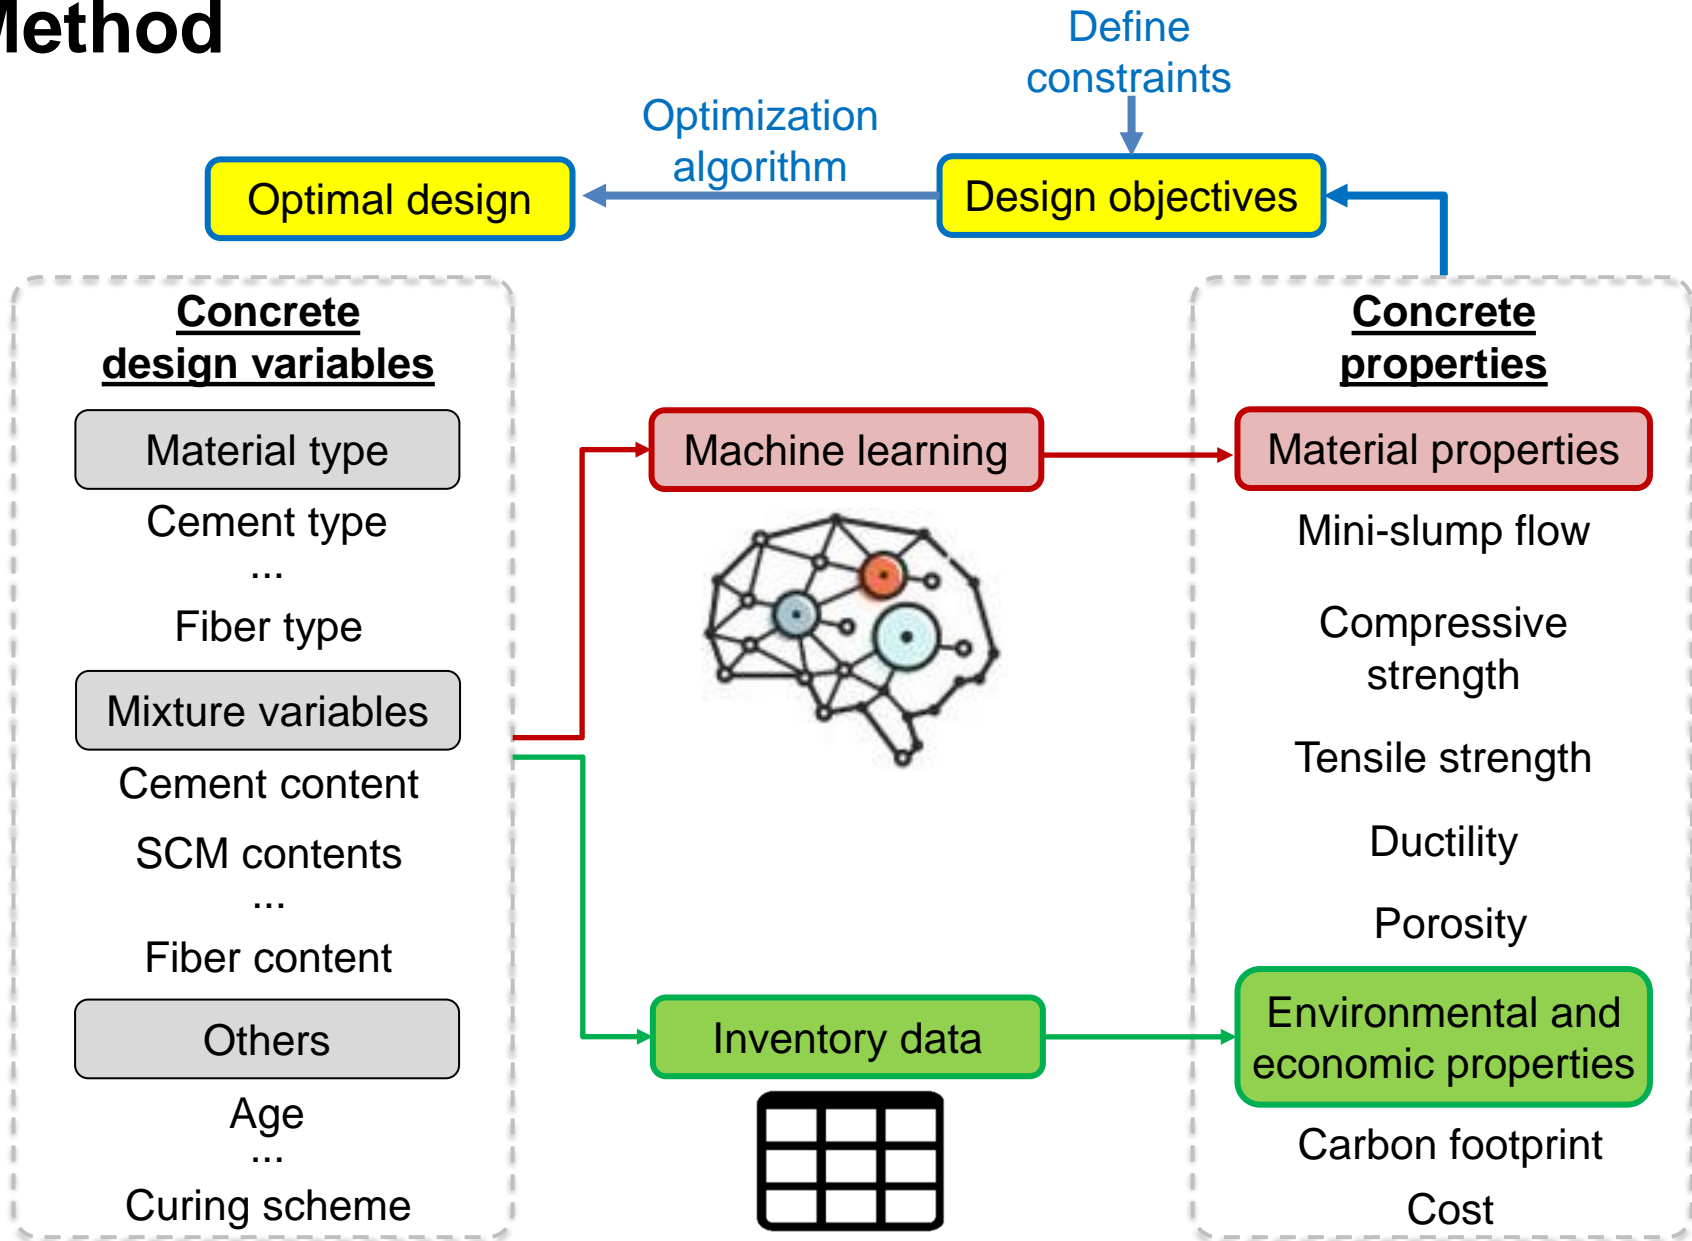 Method
Define
constraints
Optimization
algorithm
Optimal design
Design objectives
Concrete
design variables
Material type
Cement type
...
Fiber type
Mixture variables
Cement content
SCM contents
...
Fiber content
Others
Age
...
Curing scheme
Machine learning
Inventory data
Concrete
properties
Material properties
Mini-slump flow
Compressive
strength
Tensile strength
Ductility
Porosity
Environmental and
economic properties
Carbon footprint
Cost